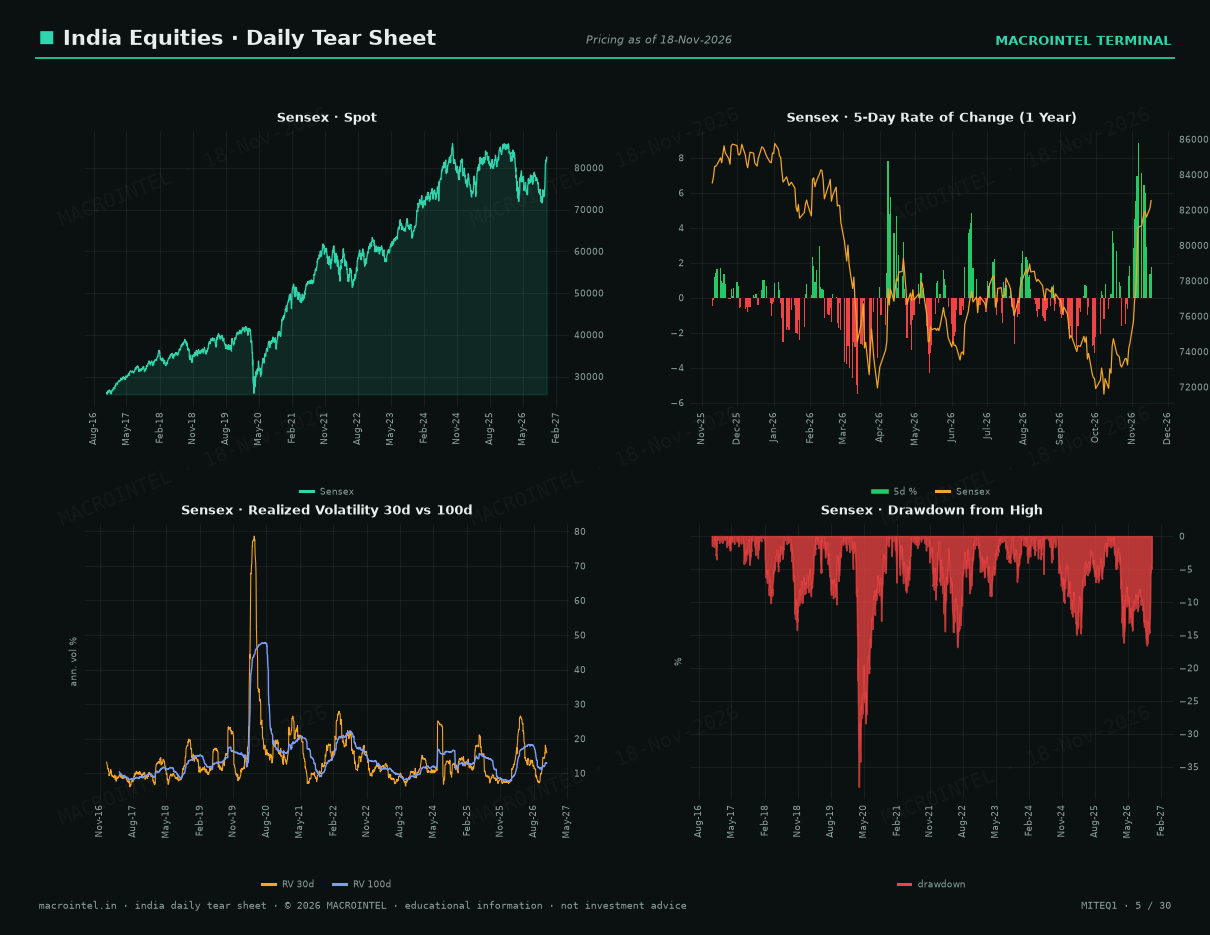 India Equities · Daily Tear Sheet
Pricing as of 18-Nov-2026
MACROINTEL TERMINAL
Sensex · Spot
80000
70000
60000
50000
40000
30000
Aug-16 May-17 Feb-18 Nov-18 Aug-19 May-20 Feb-21 Nov-21 Aug-22 May-23 Feb-24 Nov-24 Aug-25 May-26 Feb-27
Sensex
Sensex · 5-Day Rate of Change (1 Year)
8
6
4
2
0
−2
−4
−6
86000
84000
82000
80000
78000
76000
74000
72000
Nov-25 Dec-25 Jan-26 Feb-26 Mar-26 Apr-26 May-26 Jun-26 Jul-26 Aug-26 Sep-26 Oct-26 Nov-26 Dec-26
5d % Sensex
Sensex · Realized Volatility 30d vs 100d
ann. vol %
80
70
60
50
40
30
20
10
Nov-16 Aug-17 May-18 Feb-19 Nov-19 Aug-20 May-21 Feb-22 Nov-22 Aug-23 May-24 Feb-25 Nov-25 Aug-26 May-27
RV 30d RV 100d
Sensex · Drawdown from High
%
0
−5
−10
−15
−20
−25
−30
−35
Aug-16 May-17 Feb-18 Nov-18 Aug-19 May-20 Feb-21 Nov-21 Aug-22 May-23 Feb-24 Nov-24 Aug-25 May-26 Feb-27
drawdown
MACROINTEL · 18-Nov-2026
macrointel.in · india daily tear sheet · © 2026 MACROINTEL · educational information · not investment advice
MITEQ1 · 5 / 30